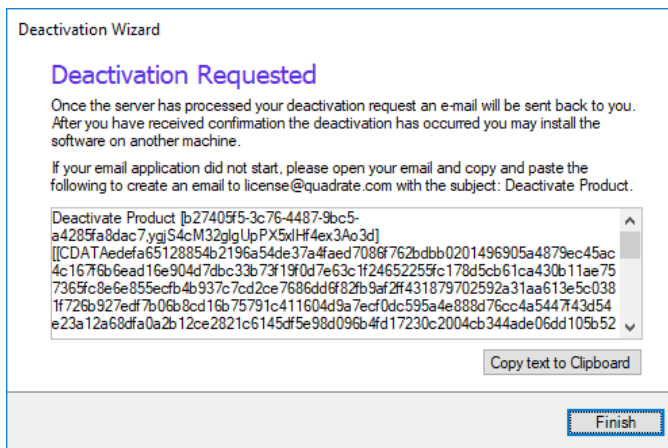 Deactivation Wizard
Deactivation Requested
Once the server has processed your deactivation request an e-mail will be sent back to you.
After you have received confirmation the deactivation has occurred you may install the
software on another machine.
If your email application did not start, please open your email and copy and paste the
following to create an email to license@quadrate.com with the subject: Deactivate Product.
Deactivate Product [b27405f5-3c76-4487-9bc5-
a4285fa8dac7,ygjS4cM32glgUpPX5xlHf4ex3Ao3d]
[[CDATAedefa65128854b2196a54de37a4faed7086f762bdbb0201496905a4879ec45ac
4c167f6b6ead16e904d7dbc33b73f19f0d7e63c1f24652255fc178d5cb61ca430b11ae75
7365fc8e6e855ecfb4b937c7cd2ce7686dd6f82fb9af2ff431879702592a31aa613e5c038
1f726b927edf7b06b8cd16b75791c411604d9a7ecf0dc595a4e888d76cc4a5447f43d54
e23a12a68dfa0a2b12ce2821c6145df5e98d096b4fd17230c2004cb344ade06dd105b52
Copy text to Clipboard
Finish